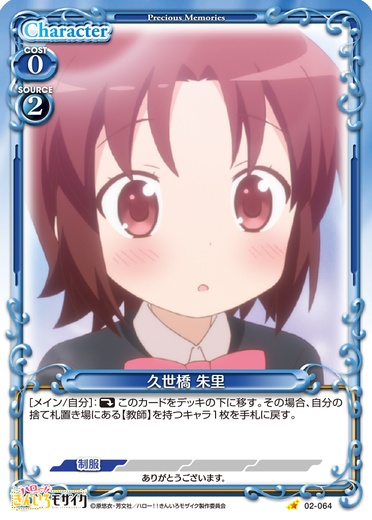 Precious Memories
Character
COST
0
SOURCE
2
久世橋 朱里
[メイン/自分]: このカードをデッキの下に移す。その場合、自分の
捨て札置き場にある【教師】を持つキャラ1枚を手札に戻す。
制服
ありがとうございます。
ハロー!!
きんいろモザイク
©原悠衣・芳文社／ハロー!!きんいろモザイク製作委員会
02-064